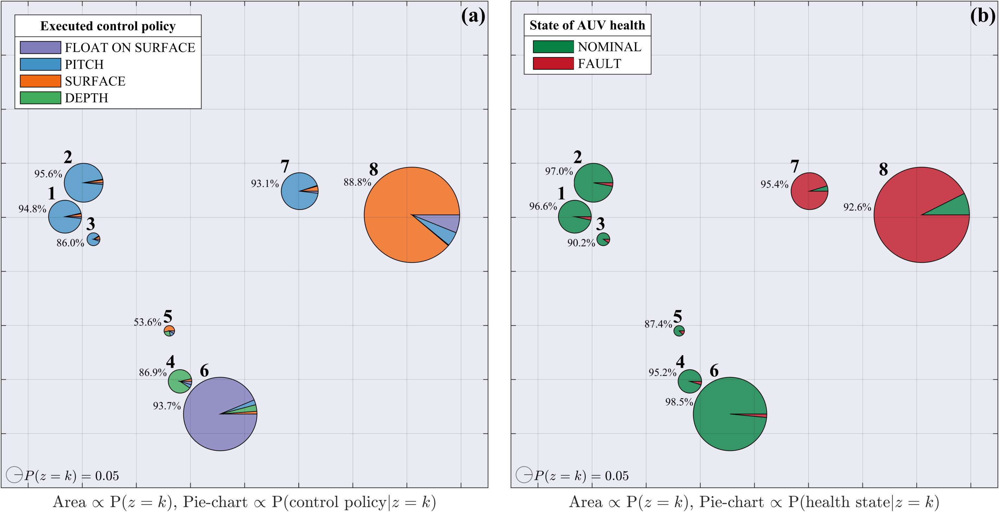 (a)
Executed control policy
FLOAT ON SURFACE
PITCH
SURFACE
DEPTH
2
95.6%
1
94.8%
3
86.0%
7
93.1%
8
88.8%
5
53.6%
4
86.9%
6
93.7%
P(z = k) = 0.05
Area ∝ P(z = k), Pie-chart ∝ P(control policy|z = k)
(b)
State of AUV health
NOMINAL
FAULT
2
97.0%
1
96.6%
3
90.2%
7
95.4%
8
92.6%
5
87.4%
4
95.2%
6
98.5%
P(z = k) = 0.05
Area ∝ P(z = k), Pie-chart ∝ P(health state|z = k)